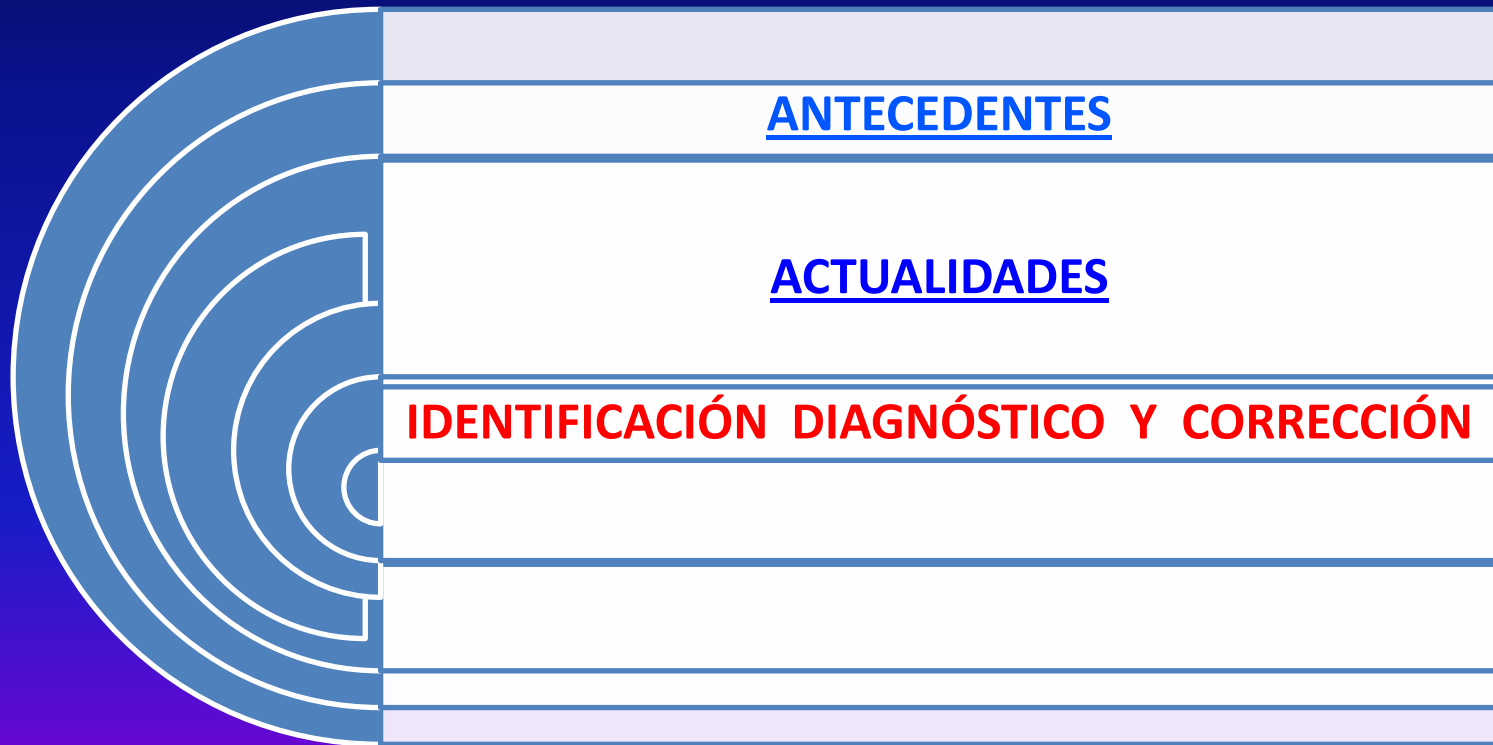 ANTECEDENTES
ACTUALIDADES
IDENTIFICACIÓN DIAGNÓSTICO Y CORRECCIÓN